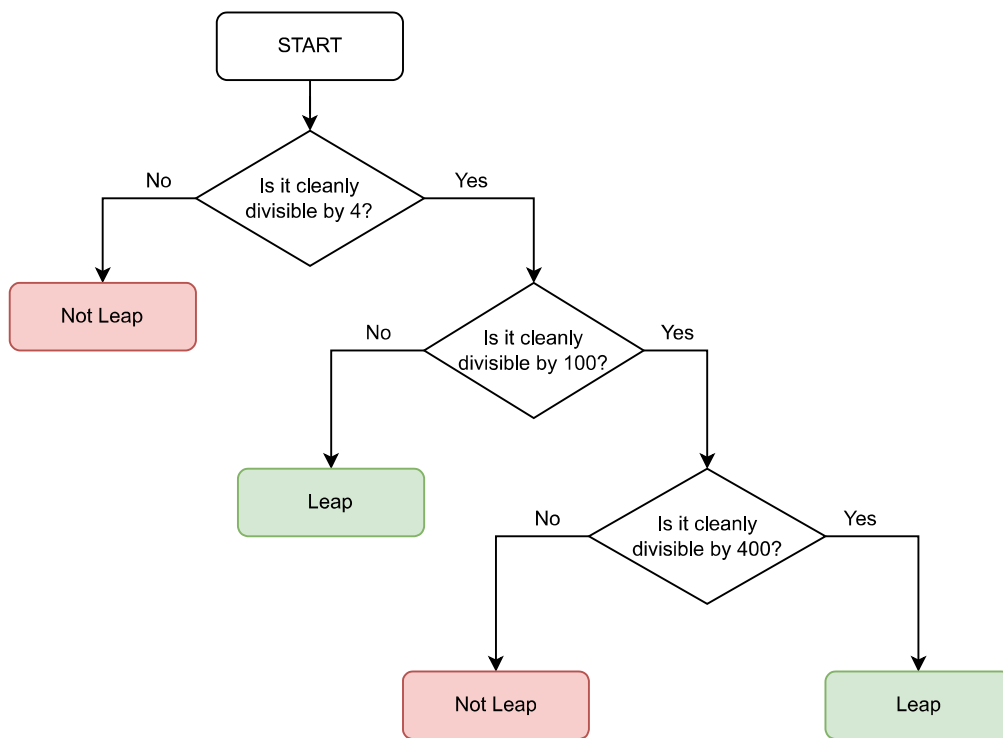 START
No
Is it cleanly
divisible by 4?
Yes
Not Leap
No
Is it cleanly
divisible by 100?
Yes
Leap
No
Is it cleanly
divisible by 400?
Yes
Not Leap
Leap